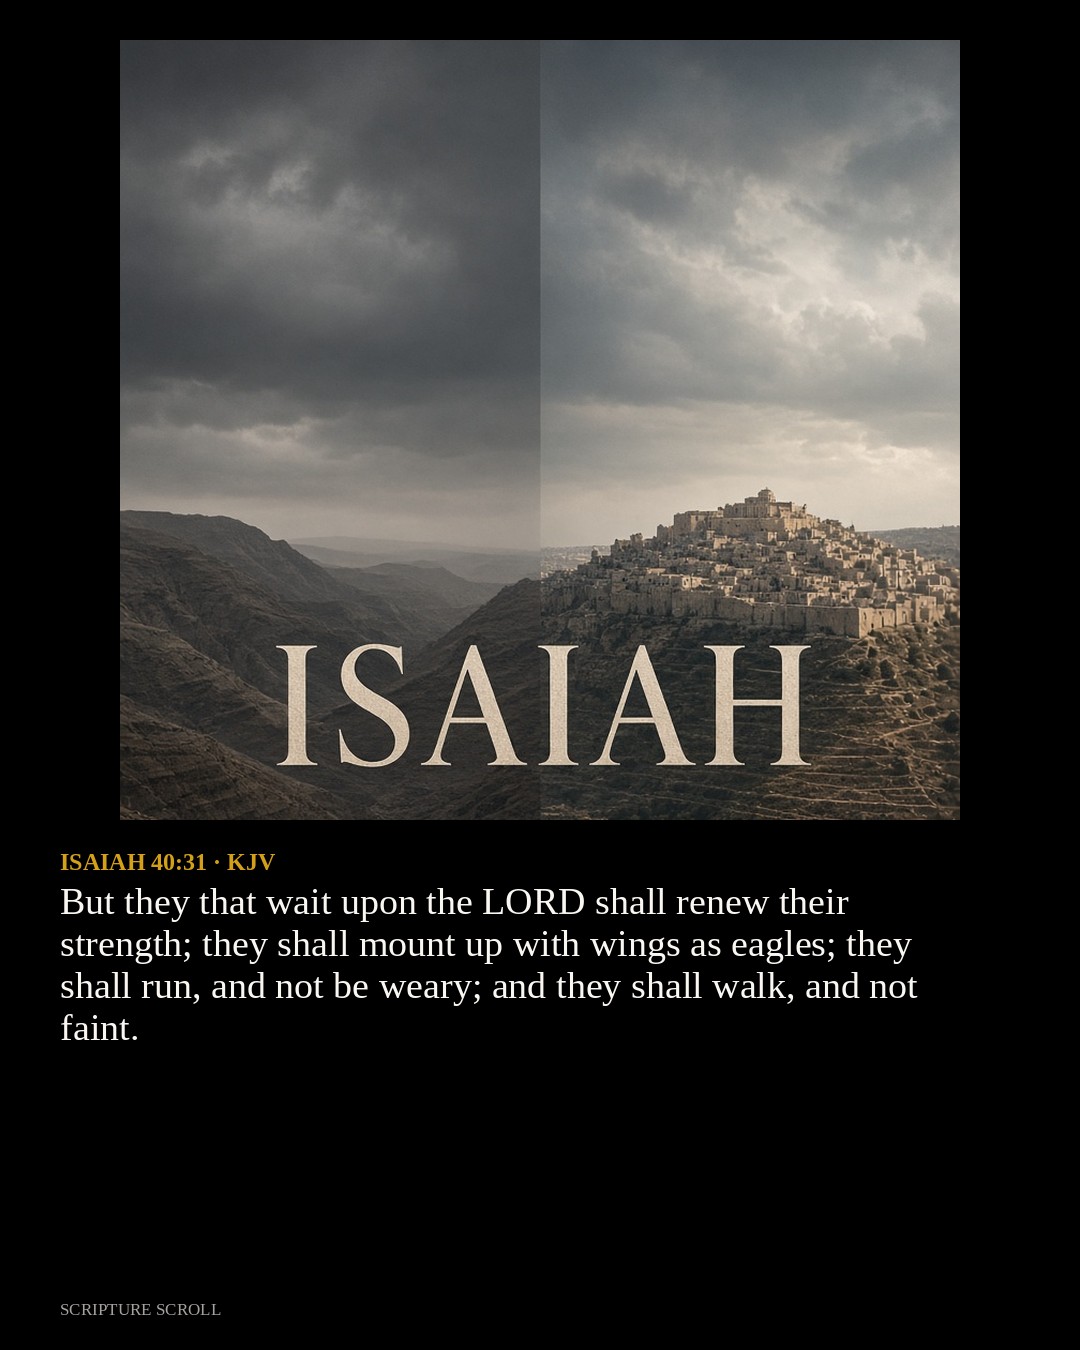 ISAIAH
ISAIAH 40:31 · KJV
But they that wait upon the LORD shall renew their
strength; they shall mount up with wings as eagles; they
shall run, and not be weary; and they shall walk, and not
faint.
SCRIPTURE SCROLL